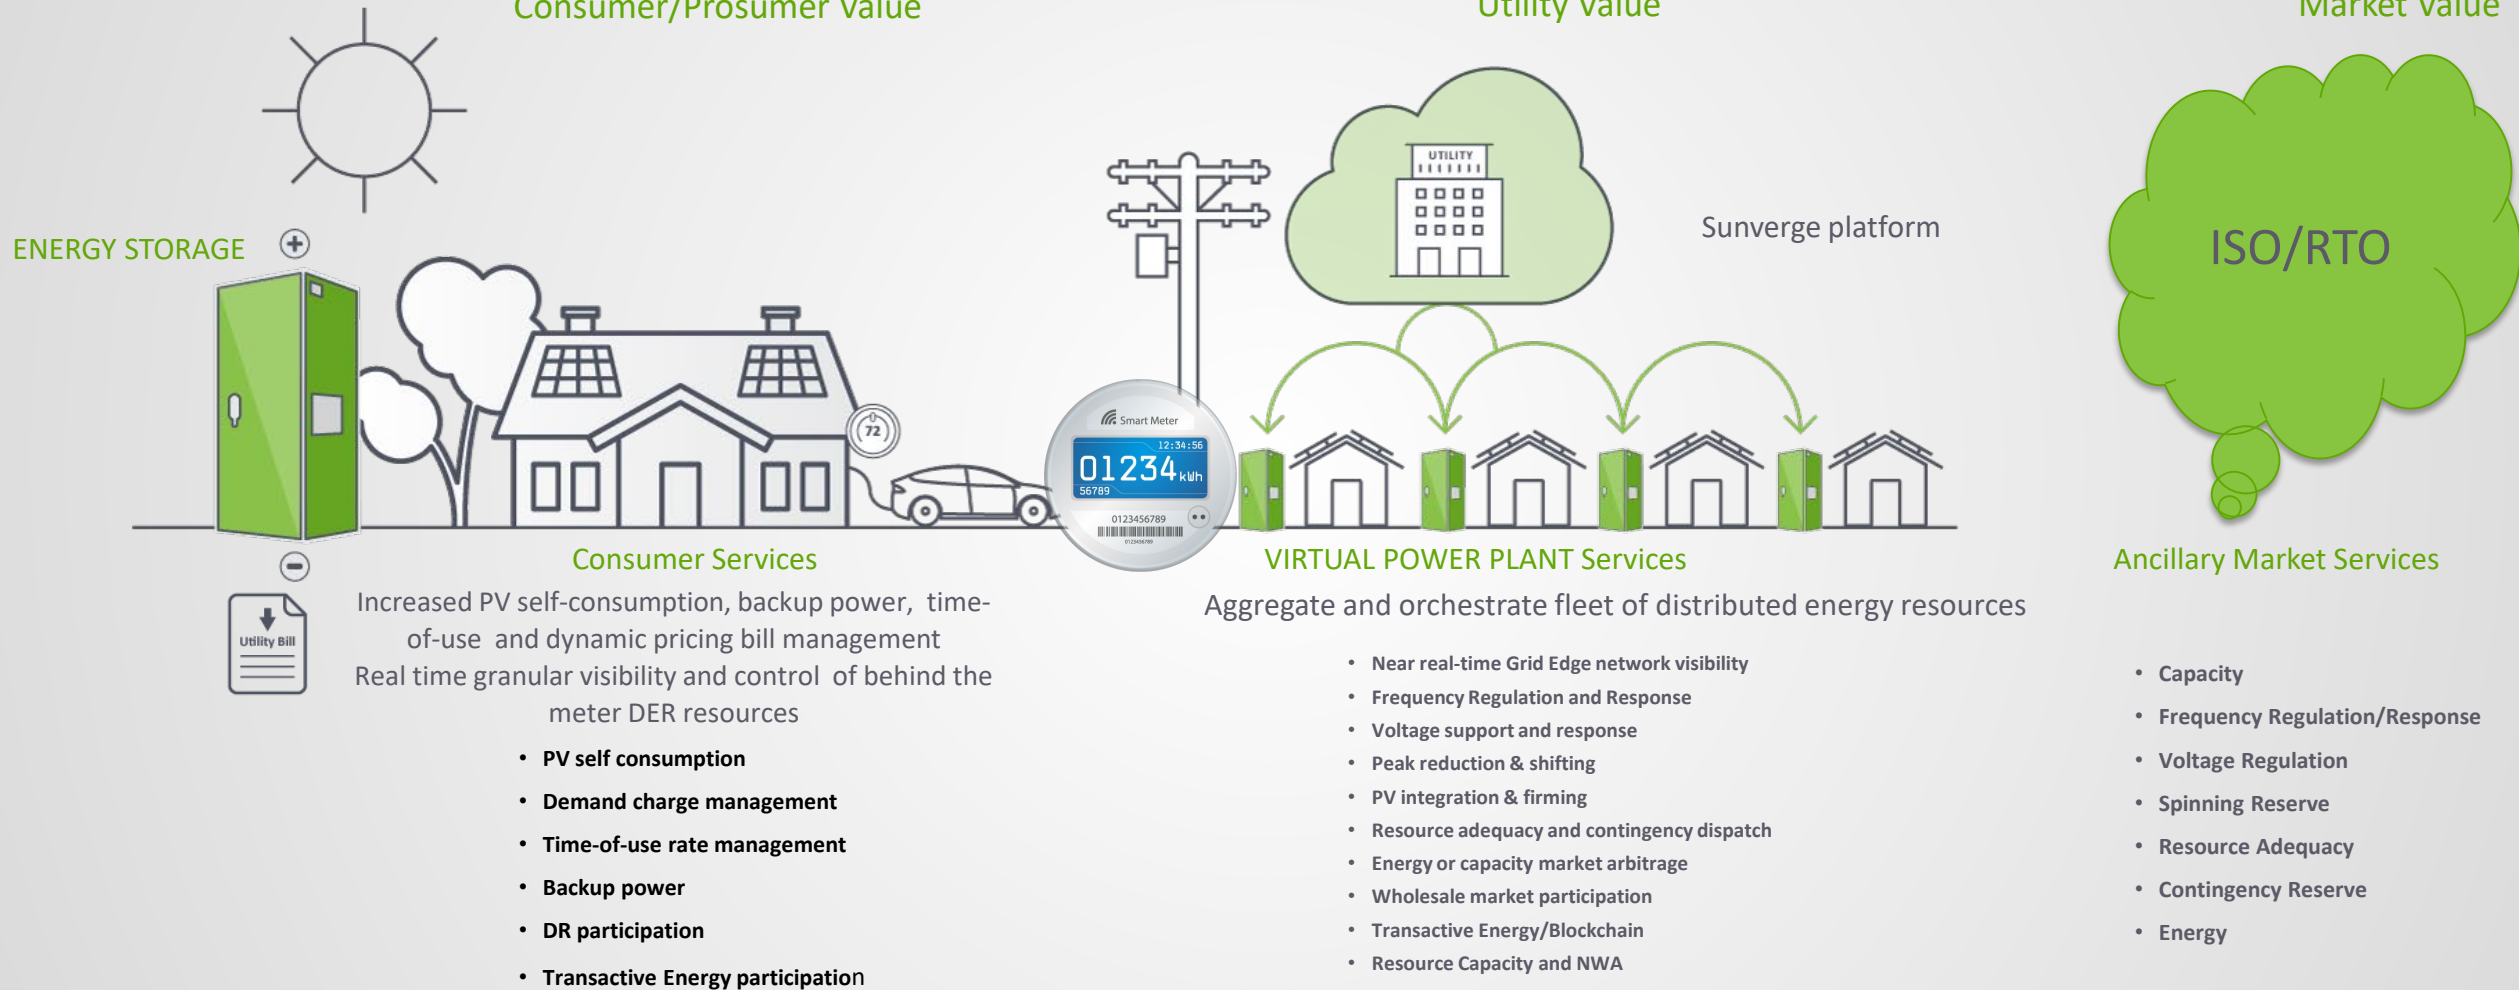 Consumer/Prosumer Value
Utility Value
Market Value
ENERGY STORAGE
72
Smart Meter
12:34:56
01234 kWh
56789
0123456789
0123456789
UTILITY
Sunverge platform
ISO/RTO
Utility Bill
Consumer Services
Increased PV self-consumption, backup power, time-
of-use and dynamic pricing bill management
Real time granular visibility and control of behind the
meter DER resources
• PV self consumption
• Demand charge management
• Time-of-use rate management
• Backup power
• DR participation
• Transactive Energy participation
VIRTUAL POWER PLANT Services
Aggregate and orchestrate fleet of distributed energy resources
• Near real-time Grid Edge network visibility
• Frequency Regulation and Response
• Voltage support and response
• Peak reduction & shifting
• PV integration & firming
• Resource adequacy and contingency dispatch
• Energy or capacity market arbitrage
• Wholesale market participation
• Transactive Energy/Blockchain
• Resource Capacity and NWA
Ancillary Market Services
• Capacity
• Frequency Regulation/Response
• Voltage Regulation
• Spinning Reserve
• Resource Adequacy
• Contingency Reserve
• Energy